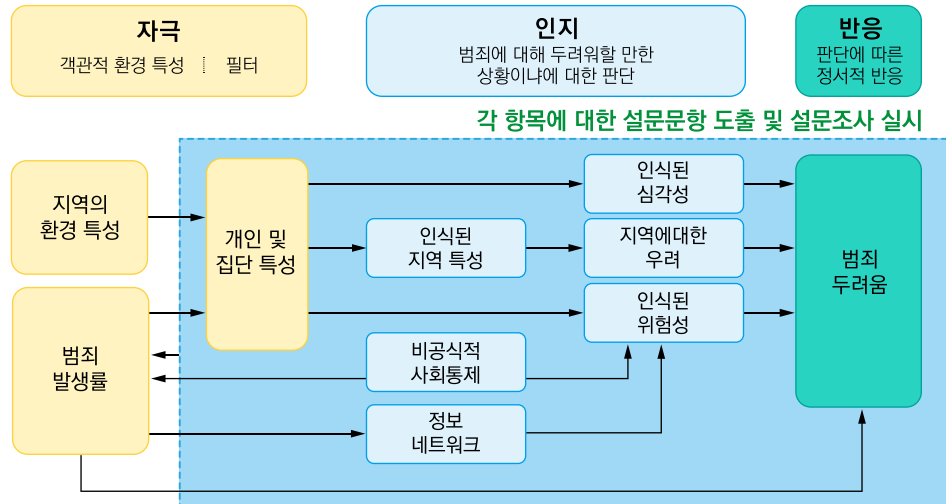 자극
객관적 환경 특성 ┊ 필터
인지
범죄에 대해 두려워할 만한
상황이냐에 대한 판단
반응
판단에 따른
정서적 반응
각 항목에 대한 설문문항 도출 및 설문조사 실시
지역의
환경 특성
범죄
발생률
개인 및
집단 특성
인식된
지역 특성
비공식적
사회통제
정보
네트워크
인식된
심각성
지역에대한
우려
인식된
위험성
범죄
두려움